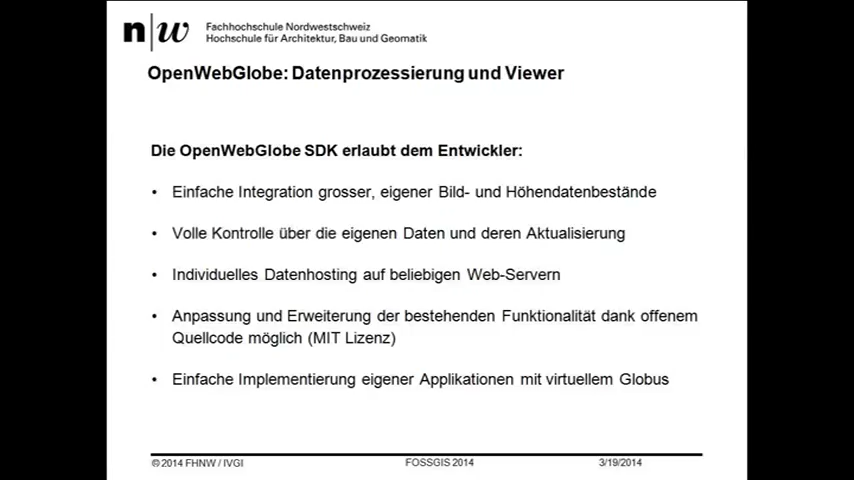 n w Fachhochschule Nordwestschweiz
Hochschule für Architektur, Bau und Geomatik
OpenWebGlobe: Datenprozessierung und Viewer
Die OpenWebGlobe SDK erlaubt dem Entwickler:
• Einfache Integration grosser, eigener Bild- und Höhendatenbestände
• Volle Kontrolle über die eigenen Daten und deren Aktualisierung
• Individuelles Datenhosting auf beliebigen Web-Servern
• Anpassung und Erweiterung der bestehenden Funktionalität dank offenem
Quellcode möglich (MIT Lizenz)
• Einfache Implementierung eigener Applikationen mit virtuellem Globus
© 2014 FHNW / IVGI FOSSGIS 2014 3/19/2014